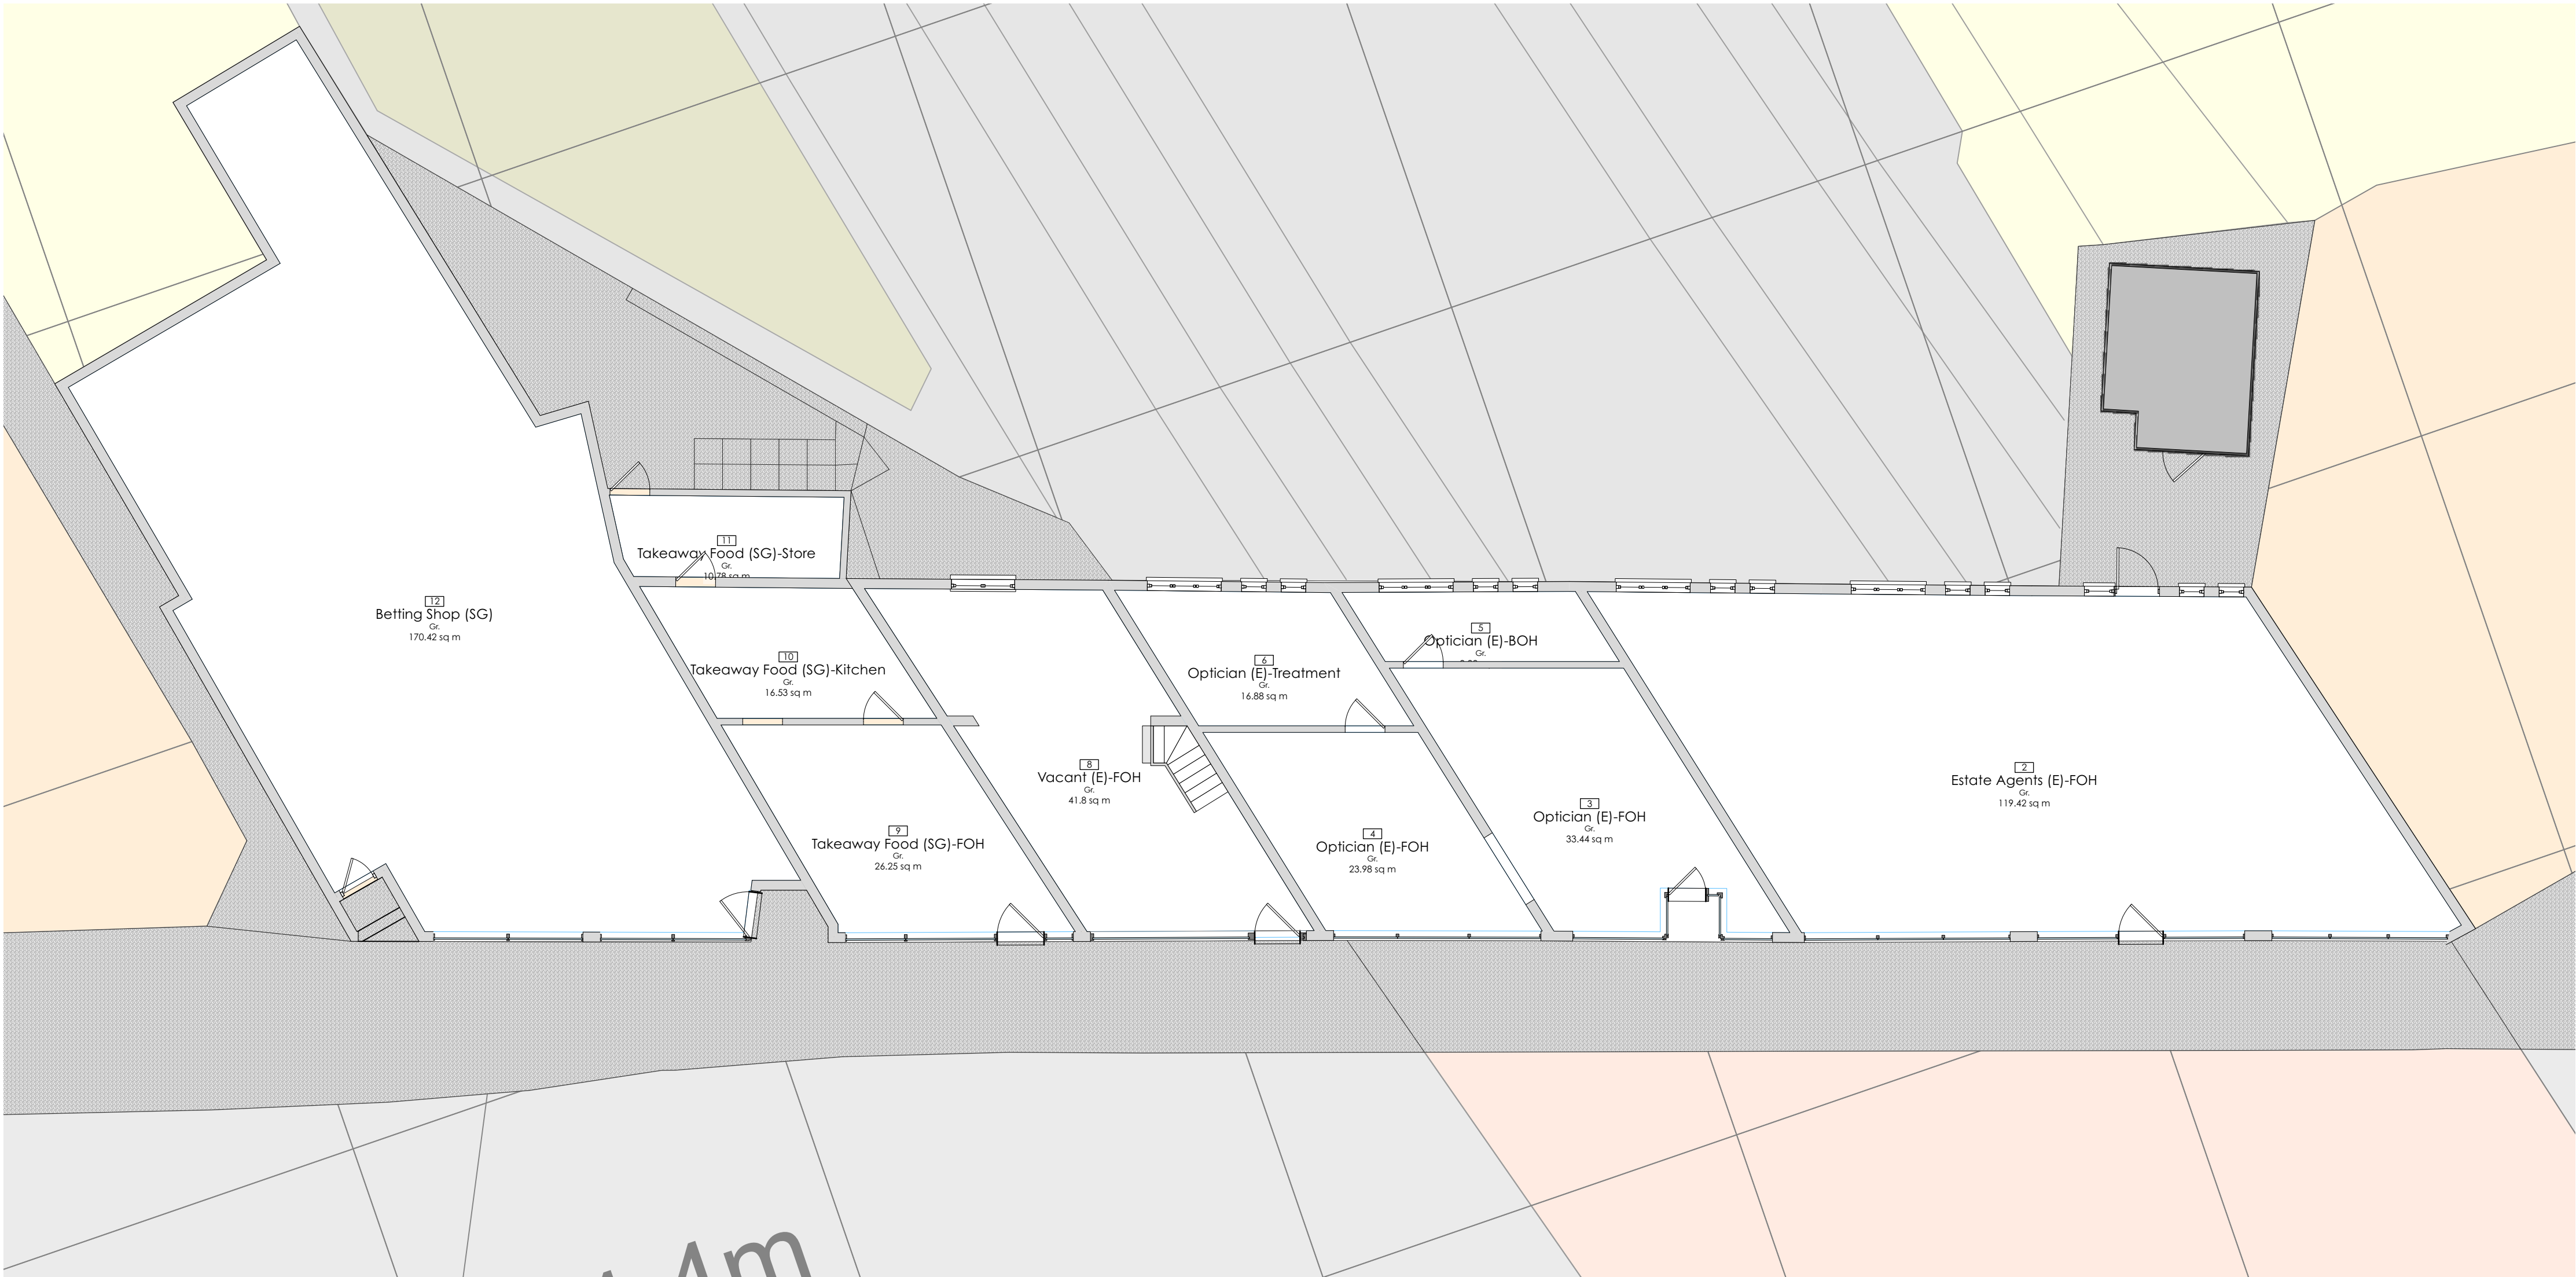 11
Takeaway Food (SG)-Store
Gr.
10.78 sq m
12
Betting Shop (SG)
Gr.
170.42 sq m
10
Takeaway Food (SG)-Kitchen
Gr.
16.53 sq m
6
Optician (E)-Treatment
Gr.
16.88 sq m
5
Optician (E)-BOH
Gr.
8
Vacant (E)-FOH
Gr.
41.8 sq m
2
Estate Agents (E)-FOH
Gr.
119.42 sq m
9
Takeaway Food (SG)-FOH
Gr.
26.25 sq m
4
Optician (E)-FOH
Gr.
23.98 sq m
3
Optician (E)-FOH
Gr.
33.44 sq m